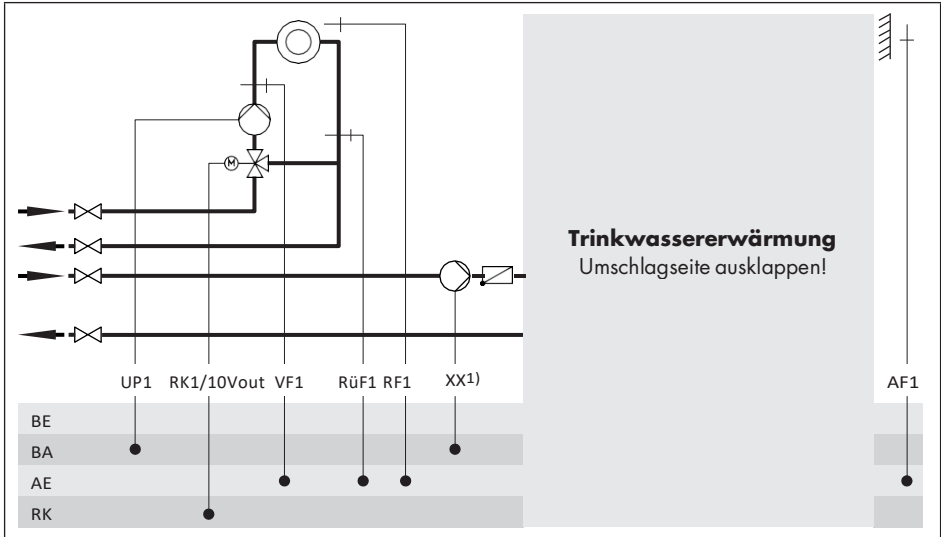 M
Trinkwassererwärmung
Umschlagseite ausklappen!
UP1 RK1/10Vout VF1 RüF1 RF1 XX1) AF1
BE
BA
AE
RK